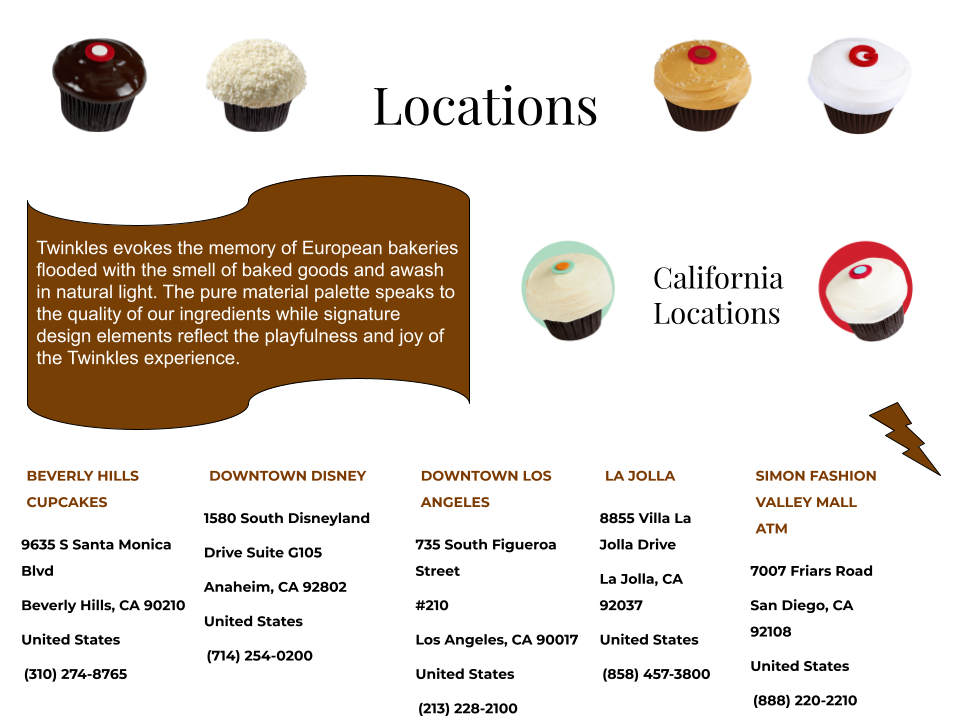 Locations
Twinkles evokes the memory of European bakeries
flooded with the smell of baked goods and awash
in natural light. The pure material palette speaks to
the quality of our ingredients while signature
design elements reflect the playfulness and joy of
the Twinkles experience.
California
Locations
BEVERLY HILLS
CUPCAKES
9635 S Santa Monica
Blvd
Beverly Hills, CA 90210
United States
(310) 274-8765
DOWNTOWN DISNEY
1580 South Disneyland
Drive Suite G105
Anaheim, CA 92802
United States
(714) 254-0200
DOWNTOWN LOS
ANGELES
735 South Figueroa
Street
#210
Los Angeles, CA 90017
United States
(213) 228-2100
LA JOLLA
8855 Villa La
Jolla Drive
La Jolla, CA
92037
United States
(858) 457-3800
SIMON FASHION
VALLEY MALL
ATM
7007 Friars Road
San Diego, CA
92108
United States
(888) 220-2210